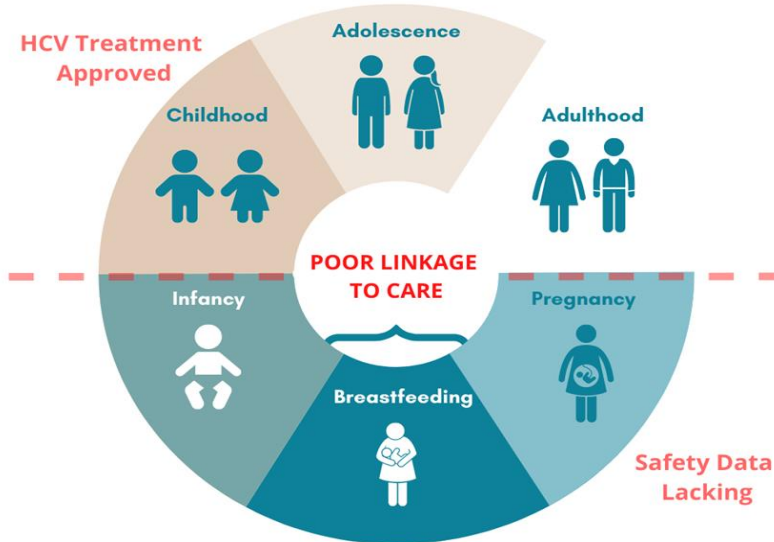 HCV Treatment
Approved
Adolescence
Childhood
Adulthood
POOR LINKAGE
TO CARE
Infancy
Pregnancy
Breastfeeding
Safety Data
Lacking